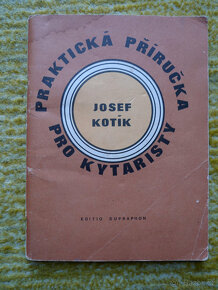 PRAKTICKÁ PŘÍRUČKA
JOSEF
KOTÍK
PRO KYTARISTY
EDITIO SUPRAPHON